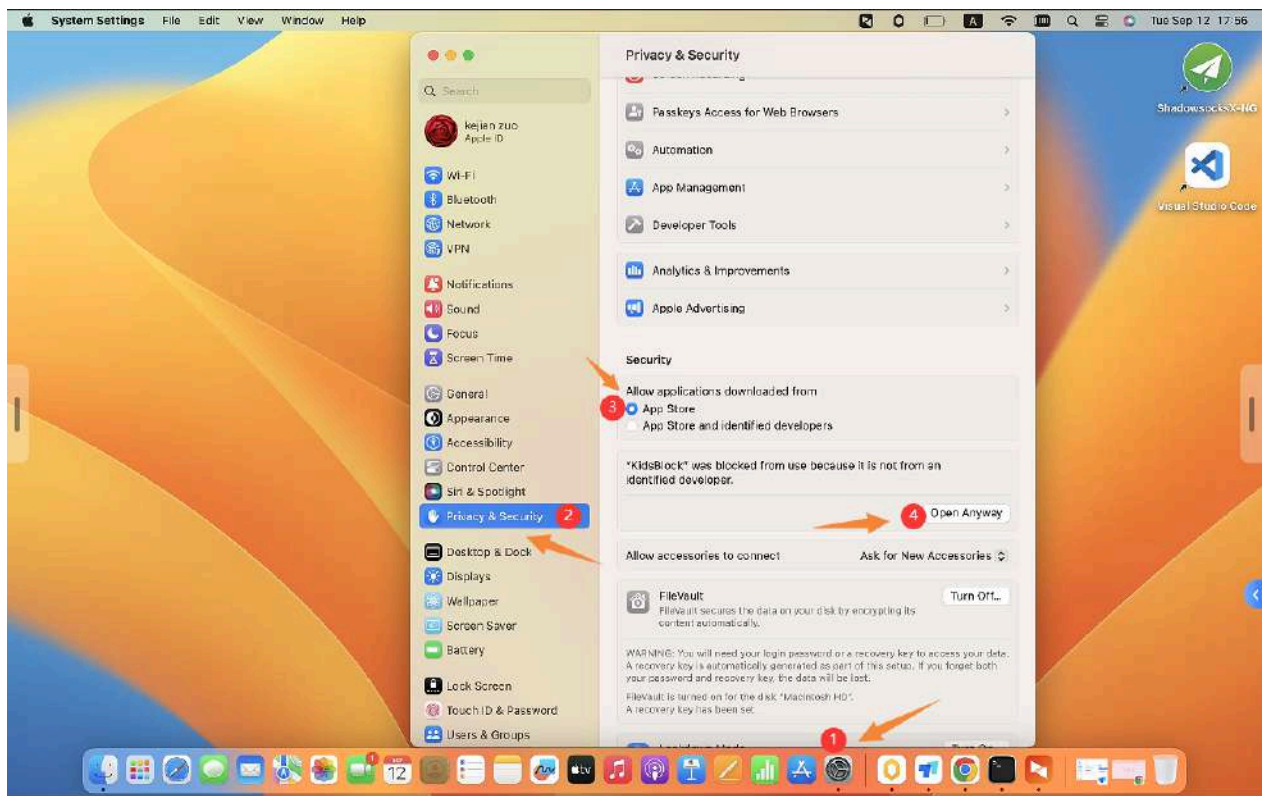 System Settings File Edit View Window Help
A
Tue Sep 12 17:56
Privacy & Security
Search
kejian zuo
Apple ID
Wi-Fi
Bluetooth
Network
VPN
Notifications
Sound
Focus
Screen Time
General
Appearance
Accessibility
Control Center
Siri & Spotlight
Privacy & Security 2
Desktop & Dock
Displays
Wallpaper
Screen Saver
Battery
Lock Screen
Touch ID & Password
Users & Groups
Screen Recording
Passkeys Access for Web Browsers
Automation
App Management
Developer Tools
Analytics & Improvements
Apple Advertising
Security
Allow applications downloaded from
3 App Store
App Store and identified developers
"KidsBlock" was blocked from use because it is not from an
identified developer.
4 Open Anyway
Allow accessories to connect Ask for New Accessories
FileVault Turn Off...
FileVault secures the data on your disk by encrypting its
content automatically.
WARNING: You will need your login password or a recovery key to access your data.
A recovery key is automatically generated as part of this setup. If you forget both
your password and recovery key, the data will be lost.
FileVault is turned on for the disk "Macintosh HD".
A recovery key has been set
1
ShadowsocksX-NG
Visual Studio Code
12
tv